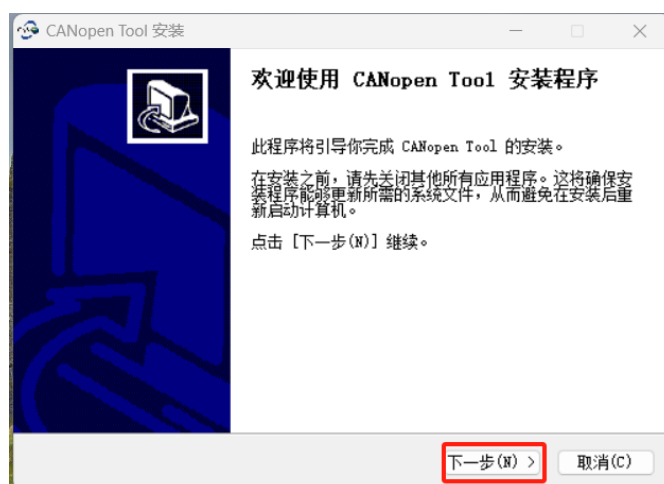 CANopen Tool 安装
欢迎使用 CANopen Tool 安装程序
此程序将引导你完成 CANopen Tool 的安装。
在安装之前，请先关闭其他所有应用程序。这将确保安
装程序能够更新所需的系统文件，从而避免在安装后重
新启动计算机。
点击 [下一步(N)] 继续。
下一步(N) > 取消(C)